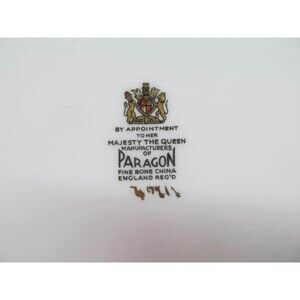 BY APPOINTMENT
TO HER
MAJESTY THE QUEEN
MANUFACTURERS
OF
PARAGON
FINE BONE CHINA
ENGLAND REG'D